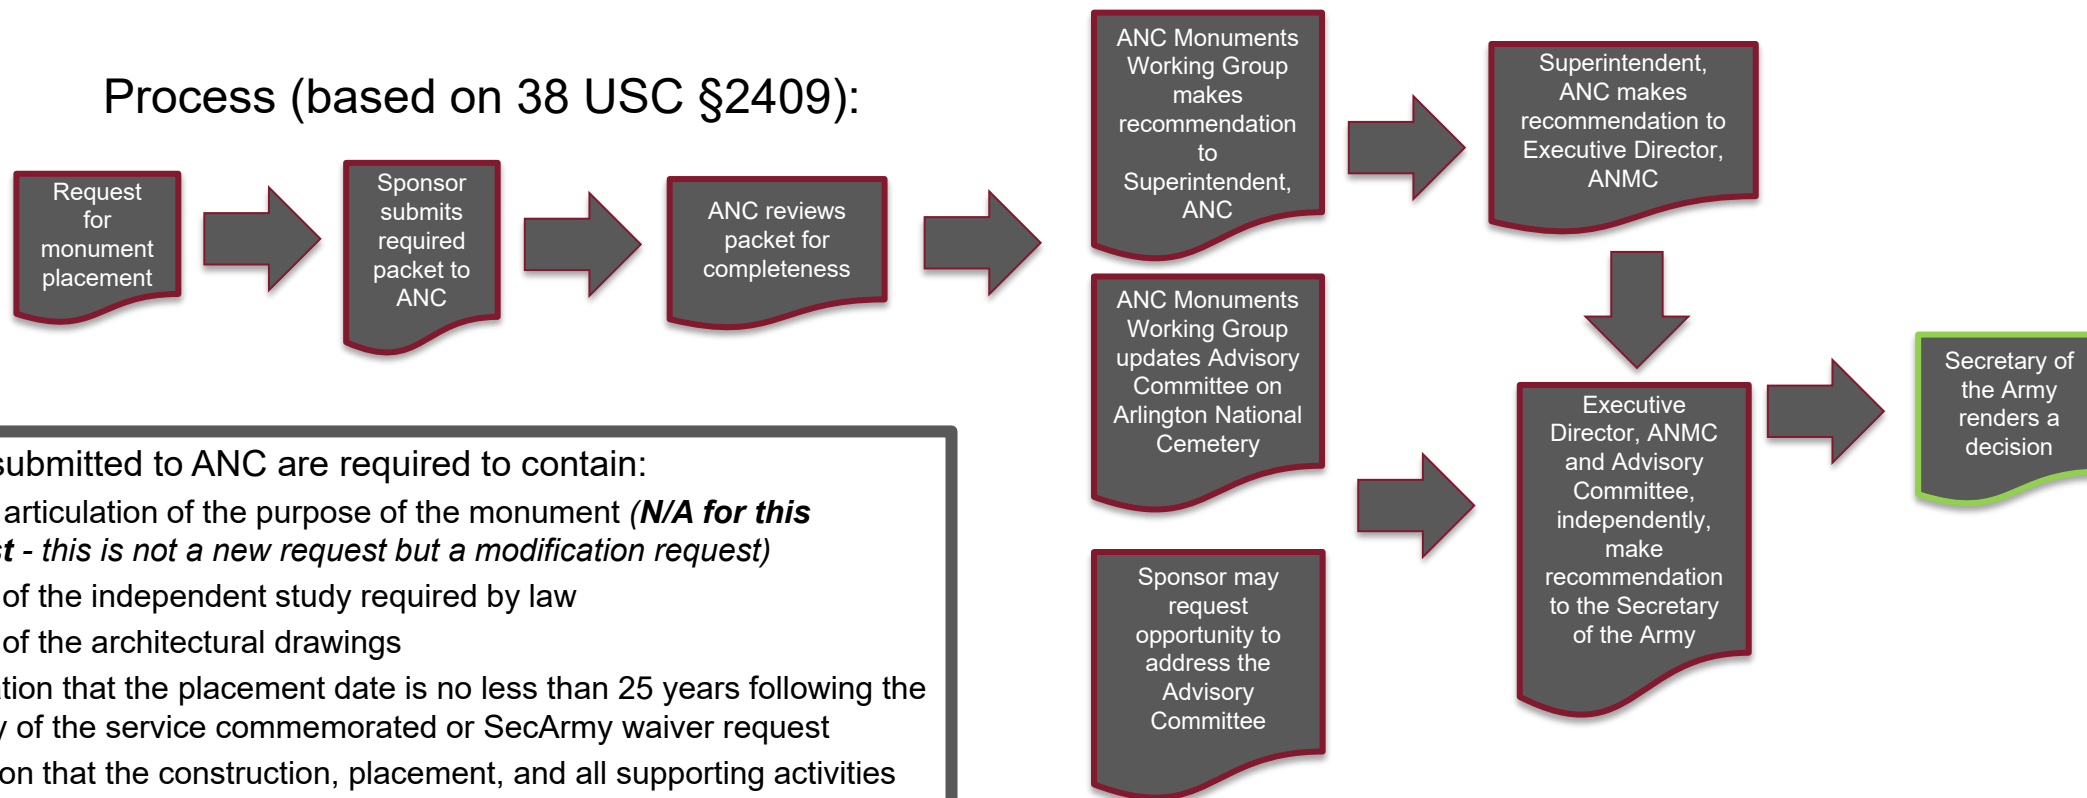 Process (based on 38 USC §2409):
Request
for
monument
placement
Sponsor
submits
required
packet to
ANC
ANC reviews
packet for
completeness
ANC Monuments
Working Group
makes
recommendation
to
Superintendent,
ANC
Superintendent,
ANC makes
recommendation to
Executive Director,
ANMC
ANC Monuments
Working Group
updates Advisory
Committee on
Arlington National
Cemetery
Sponsor may
request
opportunity to
address the
Advisory
Committee
Executive
Director, ANMC
and Advisory
Committee,
independently,
make
recommendation
to the Secretary
of the Army
Secretary of
the Army
renders a
decision
submitted to ANC are required to contain:
articulation of the purpose of the monument (N/A for this
- this is not a new request but a modification request)
of the independent study required by law
of the architectural drawings
that the placement date is no less than 25 years following the
of the service commemorated or SecArmy waiver request
that the construction, placement, and all supporting activities